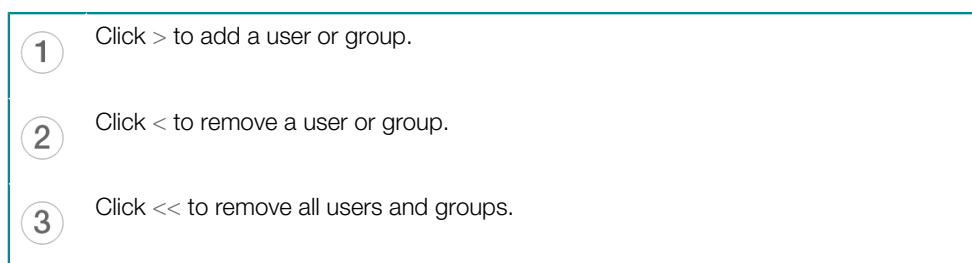 1 Click > to add a user or group.
2 Click < to remove a user or group.
3 Click << to remove all users and groups.